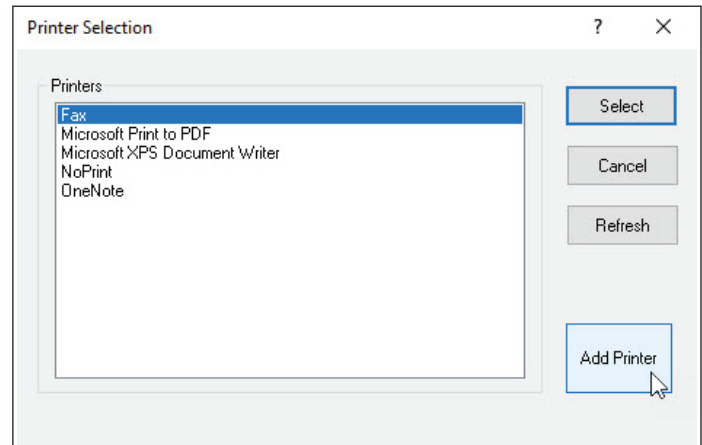 Printer Selection
?
Printers
Fax
Microsoft Print to PDF
Microsoft XPS Document Writer
NoPrint
OneNote
Select
Cancel
Refresh
Add Printer